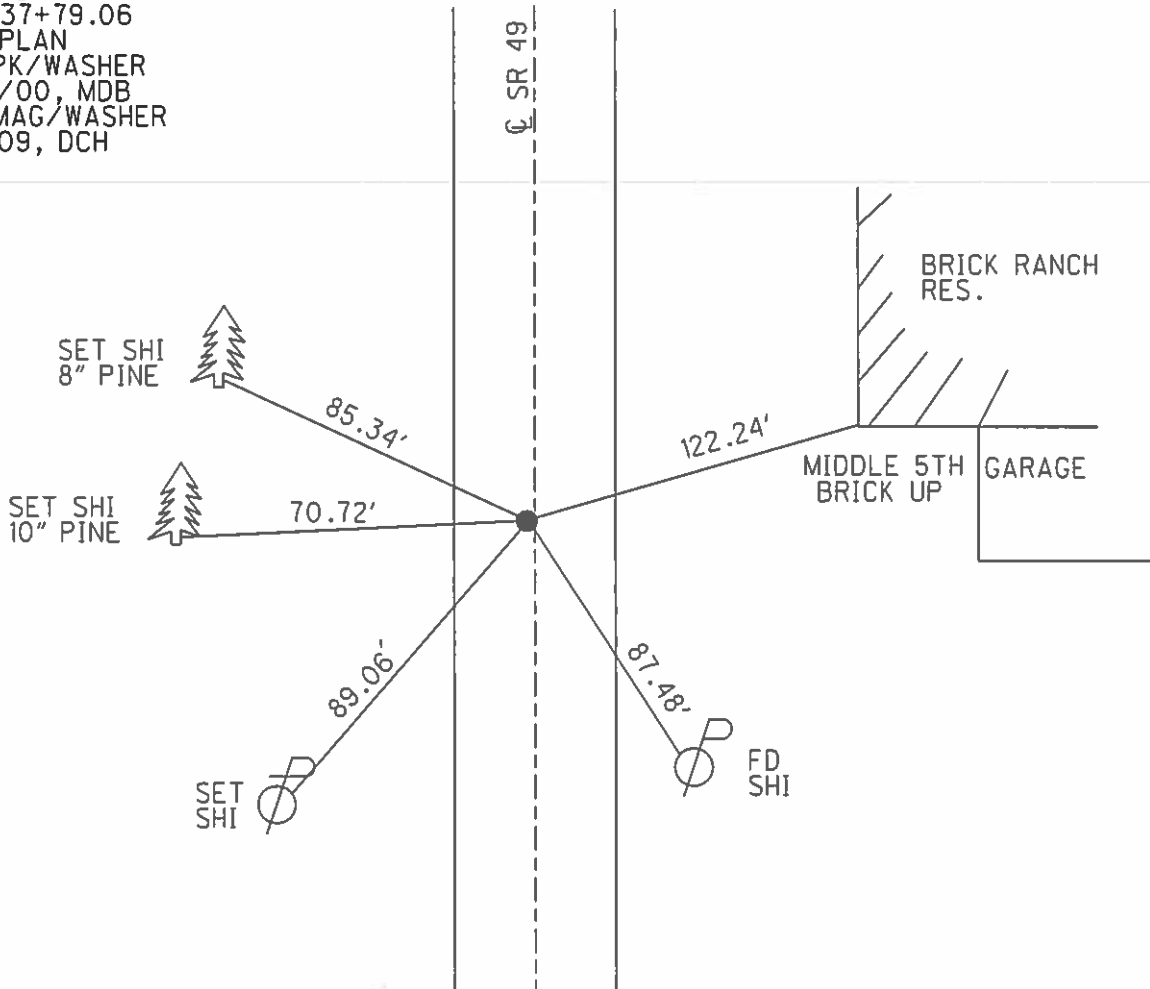 37+79.06
PLAN
PK/WASHER
/00, MDB
MAG/WASHER
09, DCH
℄ SR 49
BRICK RANCH
RES.
SET SHI
8" PINE
85.34'
122.24'
MIDDLE 5TH
BRICK UP
GARAGE
SET SHI
10" PINE
70.72'
89.06'
87.48'
FD
SHI
SET
SHI